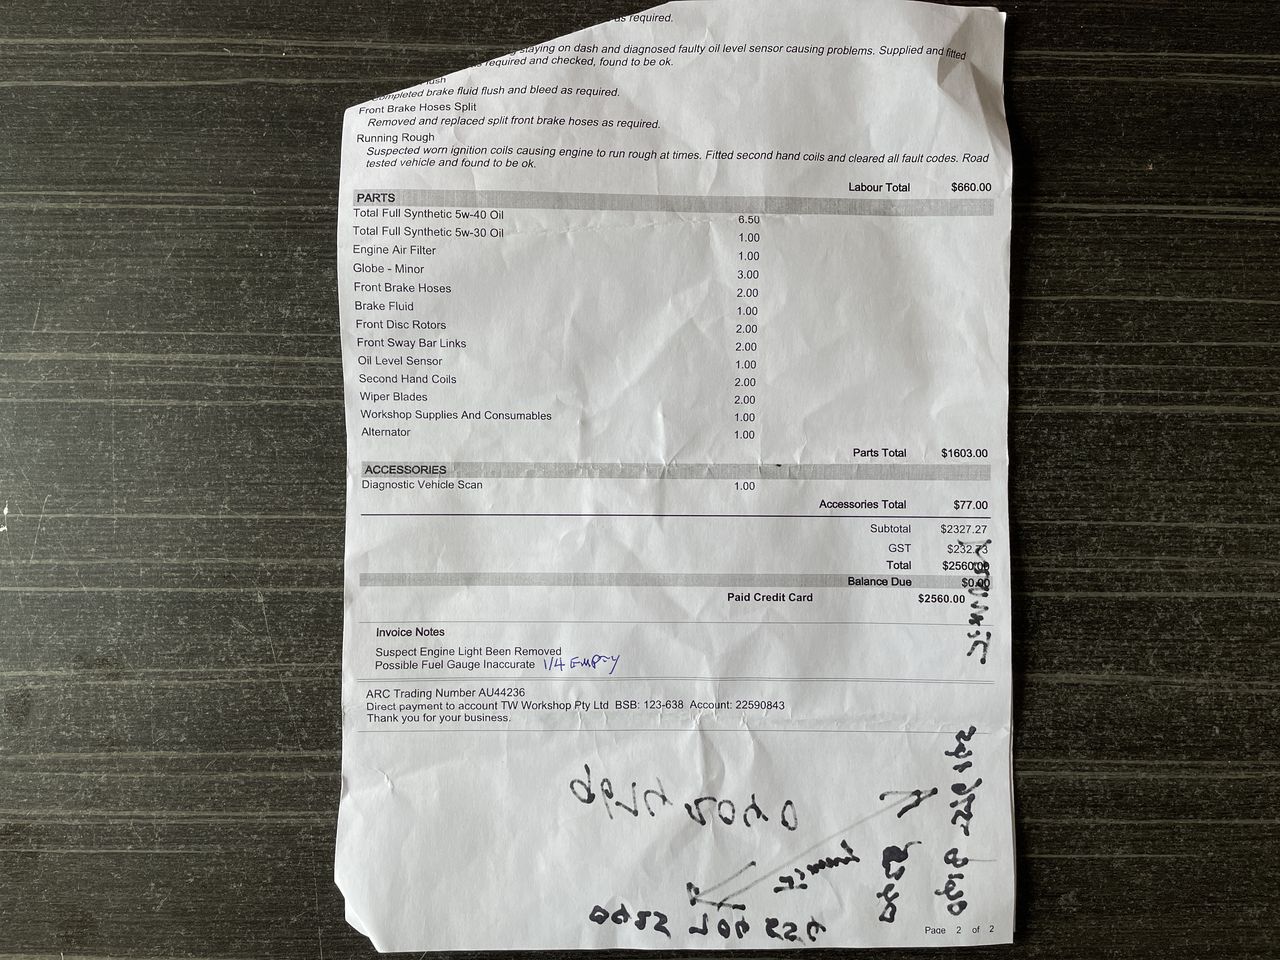 as required.
staying on dash and diagnosed faulty oil level sensor causing problems. Supplied and fitted
required and checked, found to be ok.
Completed brake fluid flush and bleed as required.
Front Brake Hoses Split
Removed and replaced split front brake hoses as required.
Running Rough
Suspected worn ignition coils causing engine to run rough at times. Fitted second hand coils and cleared all fault codes. Road
tested vehicle and found to be ok.
Labour Total $660.00
PARTS
Total Full Synthetic 5w-40 Oil 6.50
Total Full Synthetic 5w-30 Oil 1.00
Engine Air Filter 1.00
Globe - Minor 3.00
Front Brake Hoses 2.00
Brake Fluid 1.00
Front Disc Rotors 2.00
Front Sway Bar Links 2.00
Oil Level Sensor 1.00
Second Hand Coils 2.00
Wiper Blades 2.00
Workshop Supplies And Consumables 1.00
Alternator 1.00
Parts Total $1603.00
ACCESSORIES
Diagnostic Vehicle Scan 1.00
Accessories Total $77.00
Subtotal $2327.27
GST $232.73
Total $2560.00
Balance Due $0.00
Paid Credit Card $2560.00
Invoice Notes
Suspect Engine Light Been Removed
Possible Fuel Gauge Inaccurate 1/4 EMPTY
ARC Trading Number AU44236
Direct payment to account TW Workshop Pty Ltd BSB: 123-638 Account: 22590843
Thank you for your business.
Page 2 of 2